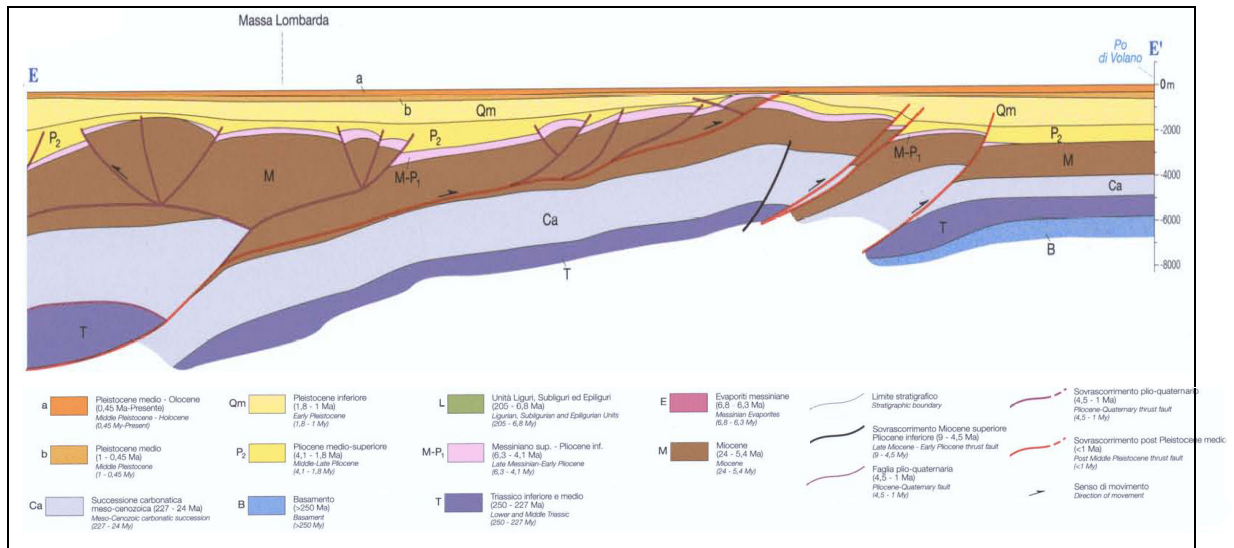 Massa Lombarda
Po
di Volano
E
E'
a
b
Qm
Qm
0m
P2
P2
P2
-2000
M
M-P1
M-P1
M
-4000
Ca
Ca
-6000
T
T
T
B
-8000
a Pleistocene medio - Olocene
(0,45 Ma-Presente)
Middle Pleistocene - Holocene
(0,45 My-Present)
b Pleistocene medio
(1 - 0,45 Ma)
Middle Pleistocene
(1 - 0,45 My)
Ca Successione carbonatica
meso-cenozoica (227 - 24 Ma)
Meso-Cenozoic carbonatic succession
(227 - 24 My)
Qm Pleistocene inferiore
(1,8 - 1 Ma)
Early Pleistocene
(1,8 - 1 My)
P2 Pliocene medio-superiore
(4,1 - 1,8 Ma)
Middle-Late Pliocene
(4,1 - 1,8 My)
B Basamento
(>250 Ma)
Basament
(>250 My)
L Unità Liguri, Subliguri ed Epiliguri
(205 - 6,8 Ma)
Ligurian, Subligurian and Epiligurian Units
(205 - 6,8 My)
M-P1 Messiniano sup. - Pliocene inf.
(6,3 - 4,1 Ma)
Late Messinian-Early Pliocene
(6,3 - 4,1 My)
T Triassico inferiore e medio
(250 - 227 Ma)
Lower and Middle Triassic
(250 - 227 My)
E Evaporiti messiniane
(6,8 - 6,3 Ma)
Messinian Evaporites
(6,8 - 6,3 My)
M Miocene
(24 - 5,4 Ma)
Miocene
(24 - 5,4 My)
Limite stratigrafico
Stratigraphic boundary
Sovrascorrimento Miocene superiore
Pliocene inferiore (9 - 4,5 Ma)
Late Miocene - Early Pliocene thrust fault
(9 - 4,5 My)
Faglia plio-quaternaria
(4,5 - 1 Ma)
Pliocene-Quaternary fault
(4,5 - 1 My)
Sovrascorrimento plio-quaternario
(4,5 - 1 Ma)
Pliocene-Quaternary thrust fault
(4,5 - 1 My)
Sovrascorrimento post Pleistocene medio
(<1 Ma)
Post Middle Pleistocene thrust fault
(<1 My)
Senso di movimento
Direction of movement